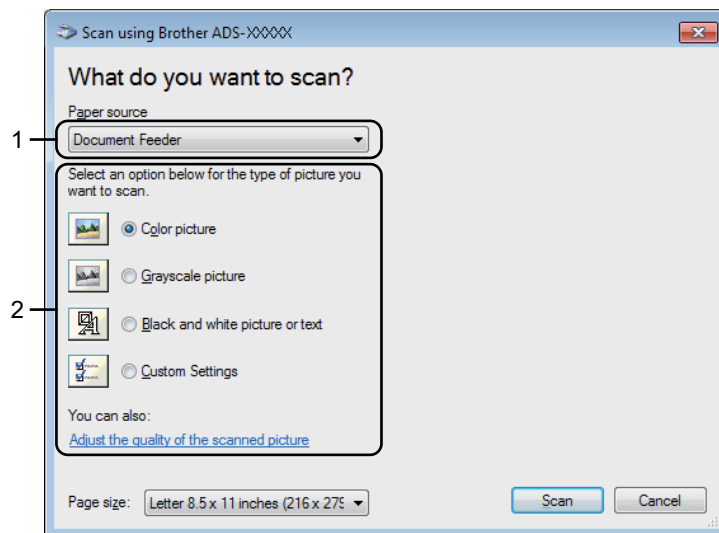 Scan using Brother ADS-XXXXX
What do you want to scan?
Paper source
1
Document Feeder
Select an option below for the type of picture you
want to scan.
Color picture
Grayscale picture
2
Black and white picture or text
Custom Settings
You can also:
Adjust the quality of the scanned picture
Page size: Letter 8.5 x 11 inches (216 x 275 Scan Cancel